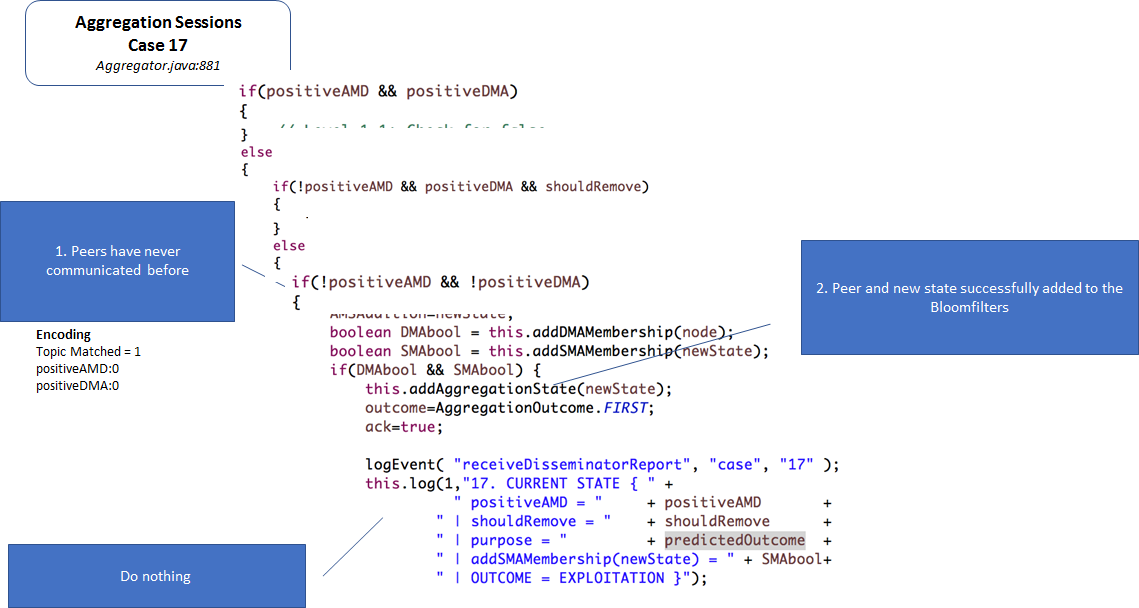 Aggregation Sessions
Case 17
Aggregator.java:881
if(positiveAMD && positiveDMA)
{
// Level 1.1: Check for false
}
else
{
if(!positiveAMD && positiveDMA && shouldRemove)
{
.
}
else
{
1. Peers have never
communicated before
if(!positiveAMD && !positiveDMA)
{
2. Peer and new state successfully added to the
Bloomfilters
Encoding
Topic Matched = 1
positiveAMD:0
positiveDMA:0
AMSAddition=newState;
boolean DMAbool = this.addDMAMembership(node);
boolean SMAbool = this.addSMAMembership(newState);
if(DMAbool && SMAbool) {
this.addAggregationState(newState);
outcome=AggregationOutcome.FIRST;
ack=true;
logEvent( "receiveDisseminatorReport", "case", "17" );
this.log(1,"17. CURRENT STATE { " +
" positiveAMD = " + positiveAMD +
" | shouldRemove = " + shouldRemove +
" | purpose = " + predictedOutcome +
" | addSMAMembership(newState) = " + SMAbool+
" | OUTCOME = EXPLOITATION }");
Do nothing